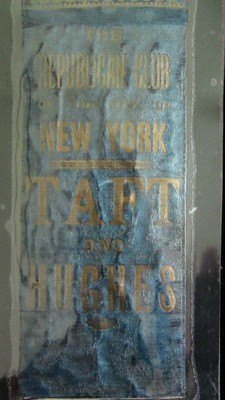 THE
REPUBLICAN CLUB
NEW YORK
TAFT
AND
HUGHES